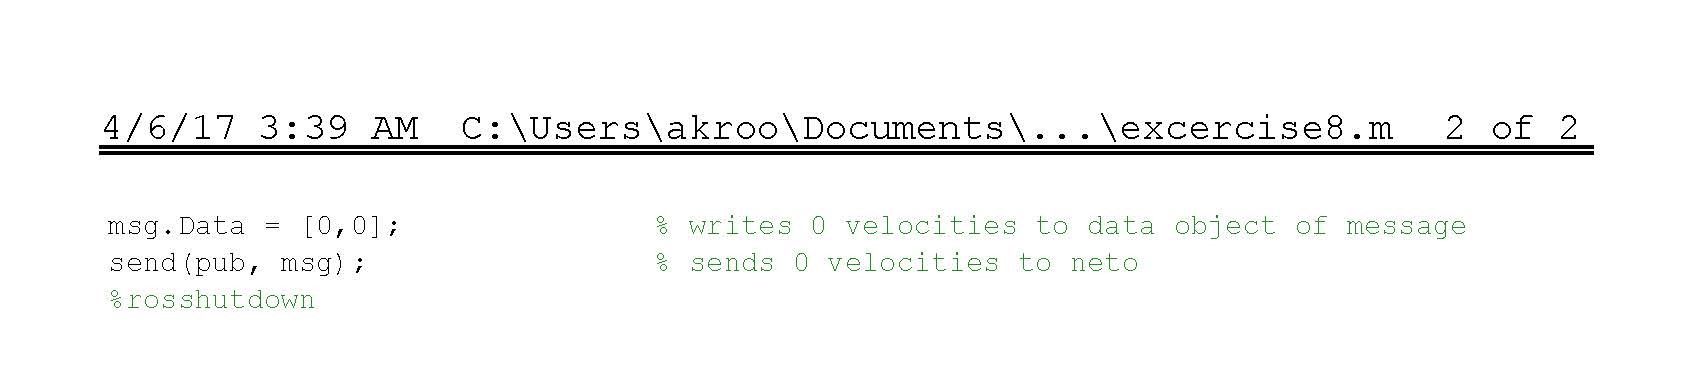 4/6/17 3:39 AM  C:\Users\akroo\Documents\...\excercise8.m  2 of 2
msg.Data = [0,0];               % writes 0 velocities to data object of message
send(pub, msg);                 % sends 0 velocities to neto
%rosshutdown